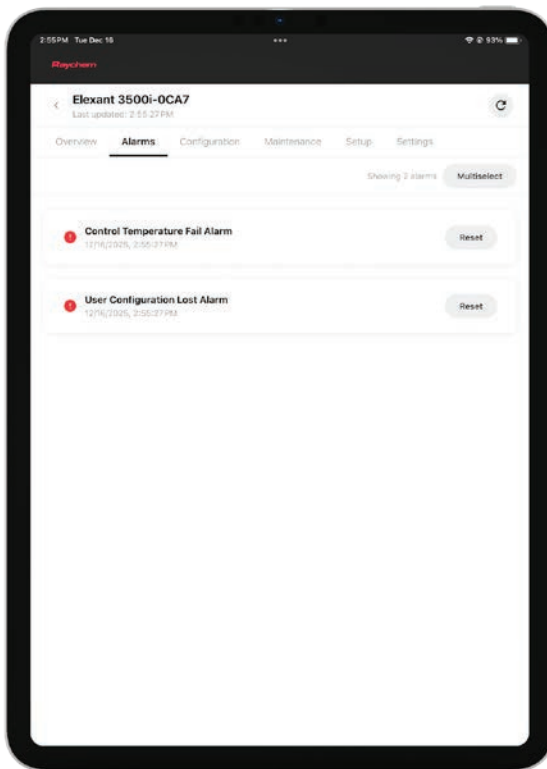 2:55 PM Tue Dec 16
93%
Raychem
Elexant 3500i-0CA7
Last updated: 2:55:27 PM
Overview Alarms Configuration Maintenance Setup Settings
Showing 2 alarms Multiselect
Control Temperature Fail Alarm
12/16/2025, 2:55:27 PM
Reset
User Configuration Lost Alarm
12/16/2025, 2:55:27 PM
Reset